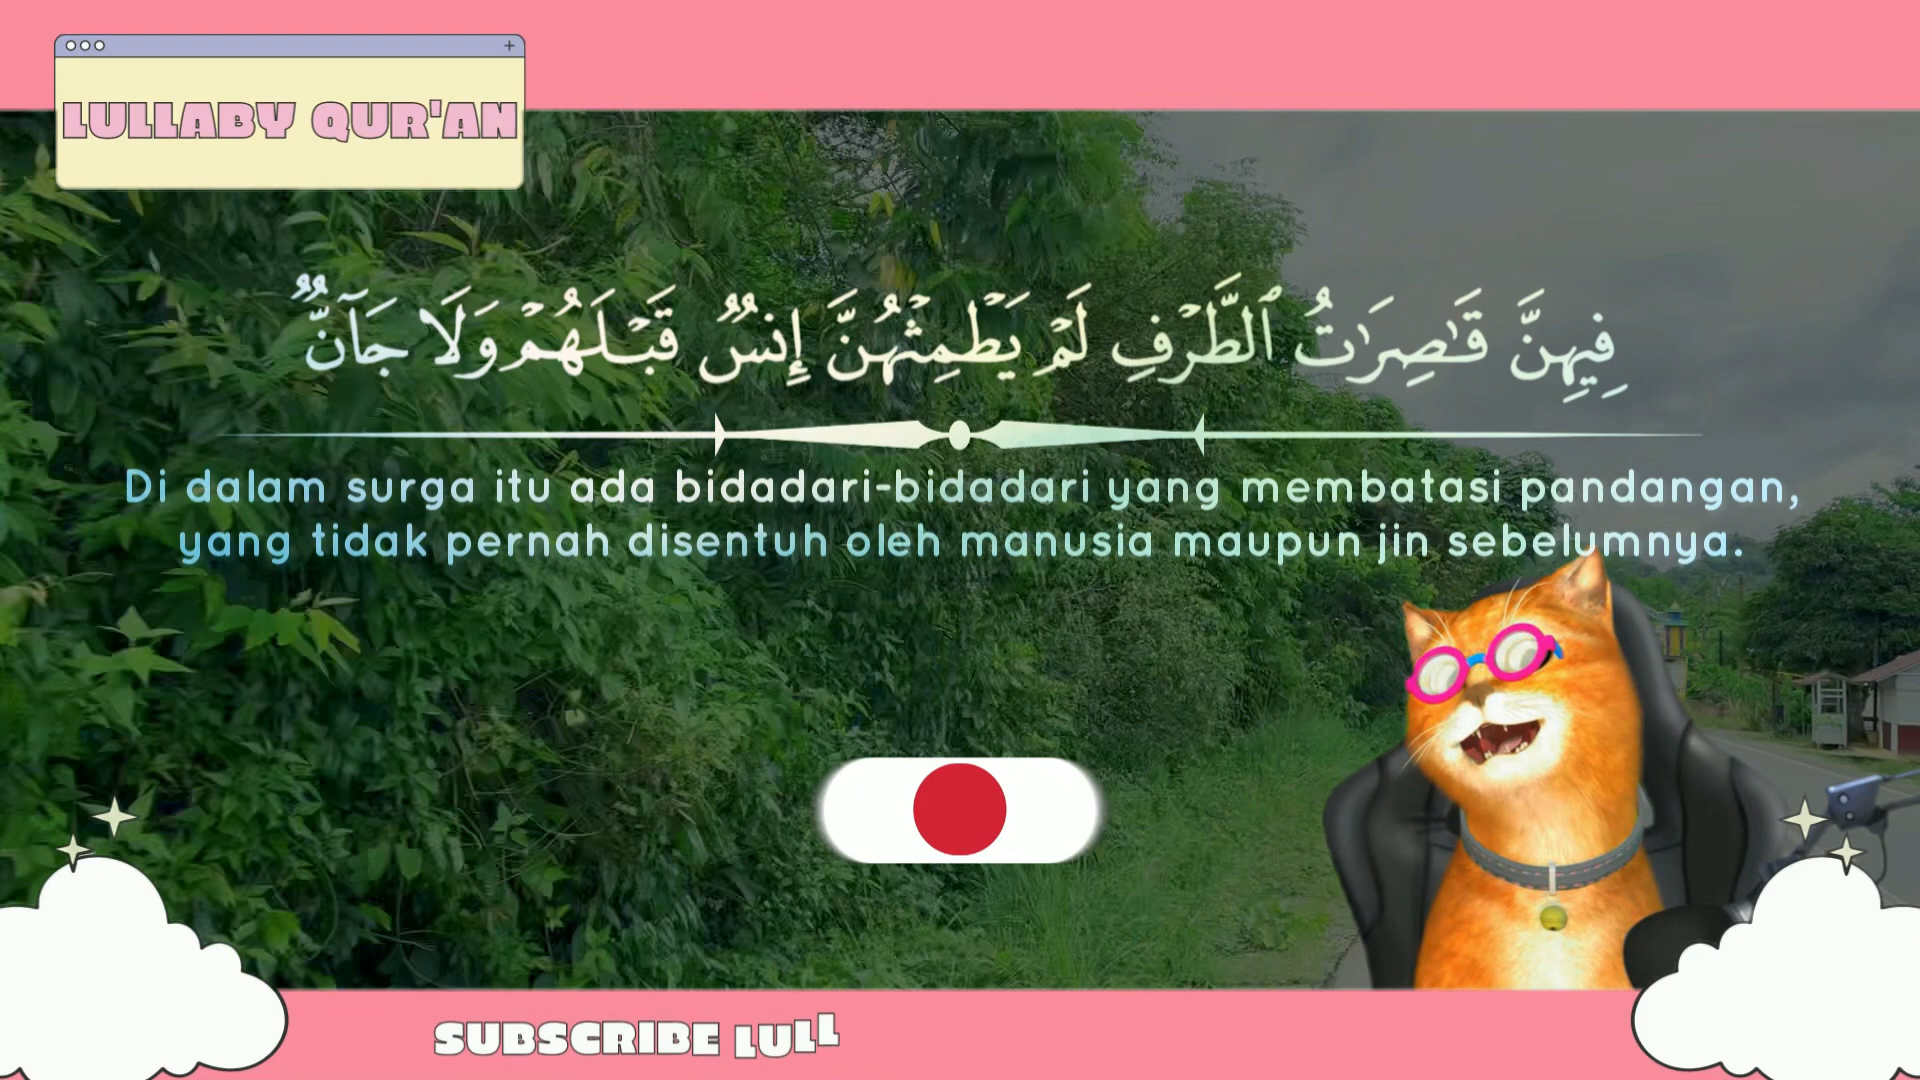 LULLABY QUR'AN
فِيهِنَّ قَٰصِرَٰتُ ٱلطَّرْفِ لَمْ يَطْمِثْهُنَّ إِنسٌ قَبْلَهُمْ وَلَا جَآنٌّ
Di dalam surga itu ada bidadari-bidadari yang membatasi pandangan,
yang tidak pernah disentuh oleh manusia maupun jin sebelumnya.
SUBSCRIBE LULL